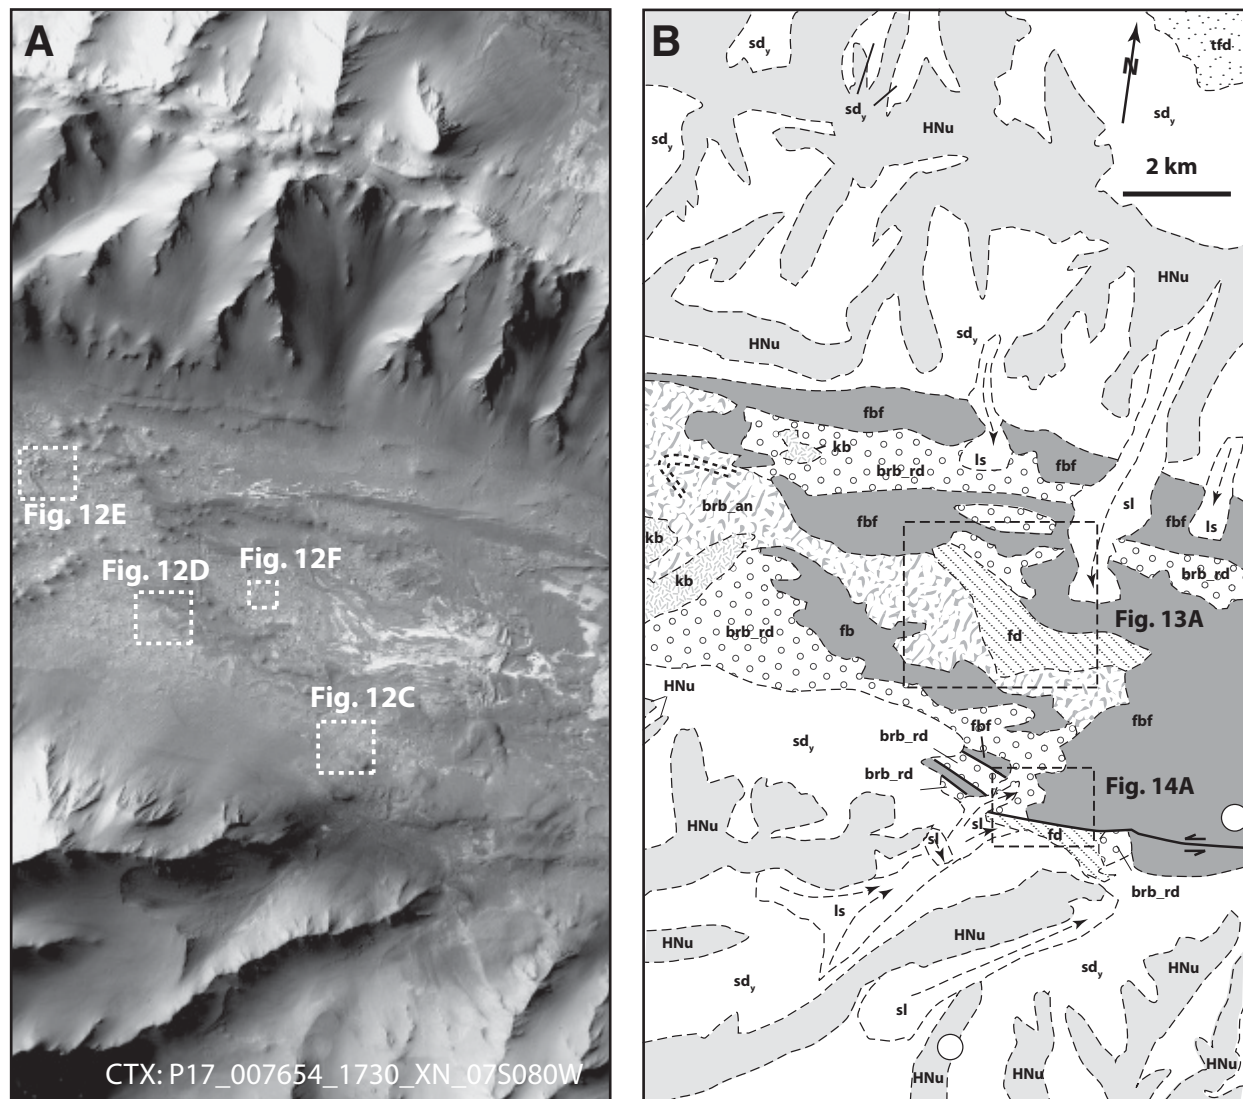 A
Fig. 12E
Fig. 12D
Fig. 12F
Fig. 12C
CTX: P17_007654_1730_XN_07S080W
B
sdy
tfd
N
sdy
sdy
sdy
HNu
2 km
HNu
sdy
HNu
fbf
kb
brb_rd
ls
fbf
sl
fbf
ls
brb_an
fbf
kb
kb
brb_rd
brb_rd
fb
fd
Fig. 13A
HNu
fbf
sdy
brb_rd
fbf
brb_rd
Fig. 14A
HNu
sl
sl
fd
brb_rd
ls
HNu
HNu
sdy
sdy
HNu
sl
HNu
HNu
HNu